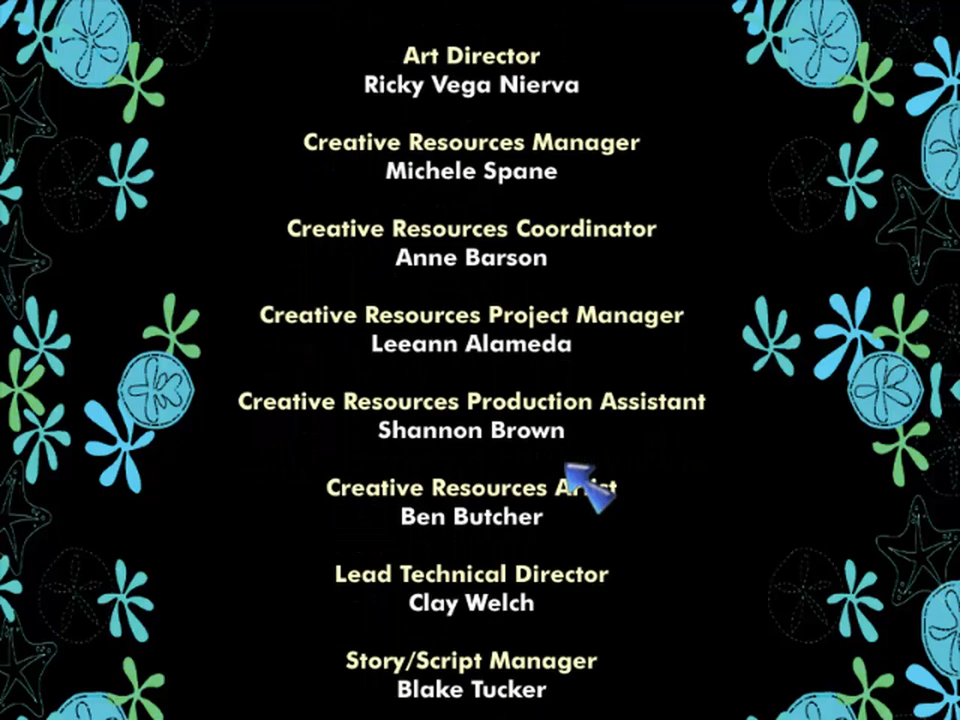 Art Director
Ricky Vega Nierva
Creative Resources Manager
Michele Spane
Creative Resources Coordinator
Anne Barson
Creative Resources Project Manager
Leeann Alameda
Creative Resources Production Assistant
Shannon Brown
Creative Resources Artist
Ben Butcher
Lead Technical Director
Clay Welch
Story/Script Manager
Blake Tucker